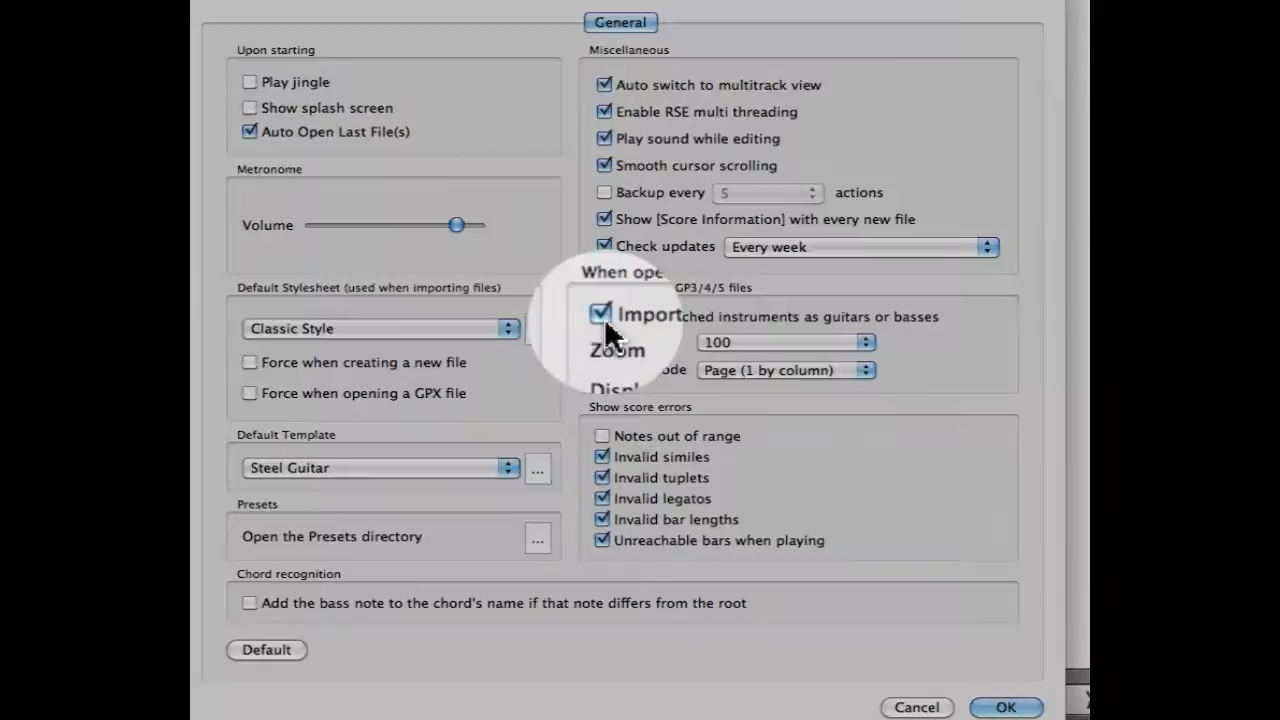 General
Upon starting
Play jingle
Show splash screen
Auto Open Last File(s)
Metronome
Volume
Default Stylesheet (used when importing files)
Classic Style
Force when creating a new file
Force when opening a GPX file
Default Template
Steel Guitar
...
Presets
Open the Presets directory
...
Miscellaneous
Auto switch to multitrack view
Enable RSE multi threading
Play sound while editing
Smooth cursor scrolling
Backup every 5 actions
Show [Score Information] with every new file
Check updates Every week
When ope GP3/4/5 files
Import ched instruments as guitars or basses
Zoom 100
Disp ode Page (1 by column)
Show score errors
Notes out of range
Invalid similes
Invalid tuplets
Invalid legatos
Invalid bar lengths
Unreachable bars when playing
Chord recognition
Add the bass note to the chord's name if that note differs from the root
Default
Cancel OK